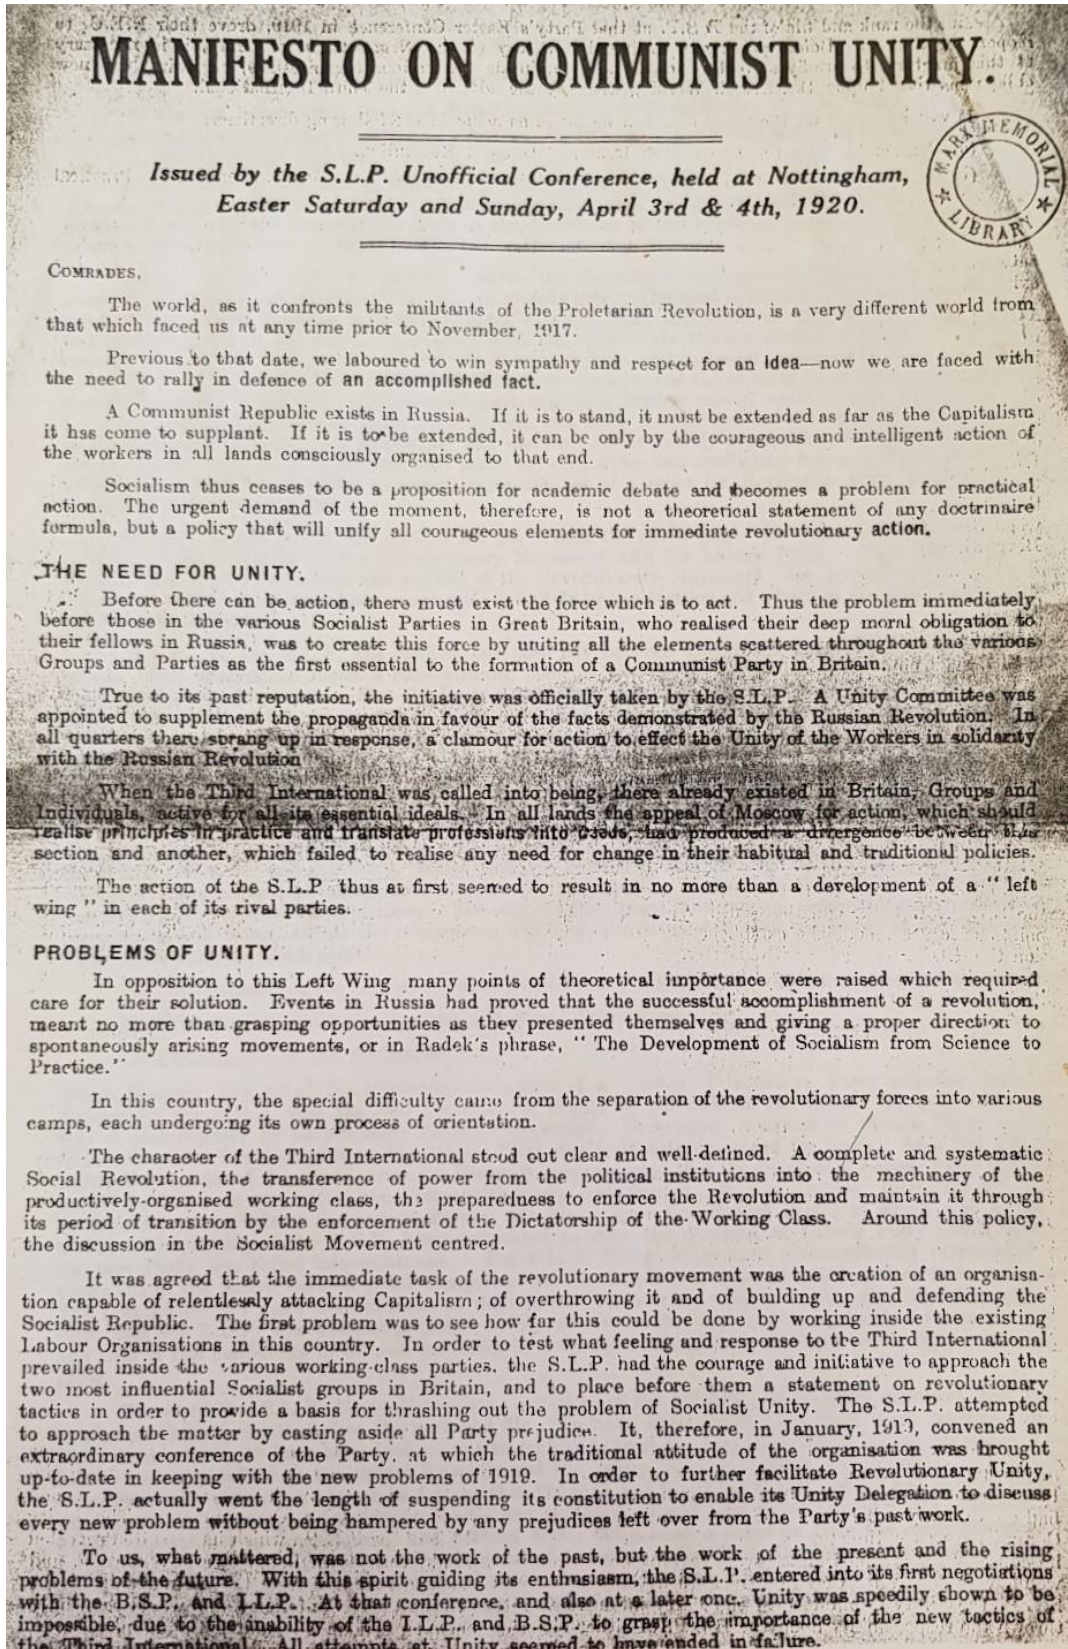 MANIFESTO ON COMMUNIST UNITY.
MARX MEMORIAL LIBRARY
Issued by the S.L.P. Unofficial Conference, held at Nottingham,
Easter Saturday and Sunday, April 3rd & 4th, 1920.
COMRADES,
The world, as it confronts the militants of the Proletarian Revolution, is a very different world from
that which faced us at any time prior to November, 1917.
Previous to that date, we laboured to win sympathy and respect for an idea—now we are faced with
the need to rally in defence of an accomplished fact.
A Communist Republic exists in Russia. If it is to stand, it must be extended as far as the Capitalism
it has come to supplant. If it is to be extended, it can be only by the courageous and intelligent action of
the workers in all lands consciously organised to that end.
Socialism thus ceases to be a proposition for academic debate and becomes a problem for practical
action. The urgent demand of the moment, therefore, is not a theoretical statement of any doctrinaire
formula, but a policy that will unify all courageous elements for immediate revolutionary action.
THE NEED FOR UNITY.
Before there can be action, there must exist the force which is to act. Thus the problem immediately
before those in the various Socialist Parties in Great Britain, who realised their deep moral obligation to
their fellows in Russia, was to create this force by uniting all the elements scattered throughout the various
Groups and Parties as the first essential to the formation of a Communist Party in Britain.
True to its past reputation, the initiative was officially taken by the S.L.P. A Unity Committee was
appointed to supplement the propaganda in favour of the facts demonstrated by the Russian Revolution. In
all quarters there sprang up in response, a clamour for action to effect the Unity of the Workers in solidarity
with the Russian Revolution
When the Third International was called into being, there already existed in Britain, Groups and
Individuals, active for all its essential ideals. In all lands the appeal of Moscow for action, which should
realise principles in practice and translate professions into deeds, had produced a divergence between this
section and another, which failed to realise any need for change in their habitual and traditional policies.
The action of the S.L.P thus at first seemed to result in no more than a development of a "left
wing" in each of its rival parties.
PROBLEMS OF UNITY.
In opposition to this Left Wing many points of theoretical importance were raised which required
care for their solution. Events in Russia had proved that the successful accomplishment of a revolution,
meant no more than grasping opportunities as they presented themselves and giving a proper direction to
spontaneously arising movements, or in Radek's phrase, "The Development of Socialism from Science to
Practice."
In this country, the special difficulty came from the separation of the revolutionary forces into various
camps, each undergoing its own process of orientation.
The character of the Third International stood out clear and well-defined. A complete and systematic
Social Revolution, the transference of power from the political institutions into the machinery of the
productively-organised working class, the preparedness to enforce the Revolution and maintain it through
its period of transition by the enforcement of the Dictatorship of the Working Class. Around this policy,
the discussion in the Socialist Movement centred.
It was agreed that the immediate task of the revolutionary movement was the creation of an organisa-
tion capable of relentlessly attacking Capitalism; of overthrowing it and of building up and defending the
Socialist Republic. The first problem was to see how far this could be done by working inside the existing
Labour Organisations in this country. In order to test what feeling and response to the Third International
prevailed inside the various working-class parties, the S.L.P. had the courage and initiative to approach the
two most influential Socialist groups in Britain, and to place before them a statement on revolutionary
tactics in order to provide a basis for thrashing out the problem of Socialist Unity. The S.L.P. attempted
to approach the matter by casting aside all Party prejudice. It, therefore, in January, 1919, convened an
extraordinary conference of the Party, at which the traditional attitude of the organisation was brought
up-to-date in keeping with the new problems of 1919. In order to further facilitate Revolutionary Unity,
the S.L.P. actually went the length of suspending its constitution to enable its Unity Delegation to discuss
every new problem without being hampered by any prejudices left over from the Party's past work.
To us, what mattered, was not the work of the past, but the work of the present and the rising
problems of the future. With this spirit guiding its enthusiasm, the S.L.P. entered into its first negotiations
with the B.S.P. and I.L.P. At that conference, and also at a later one, Unity was speedily shown to be
impossible, due to the inability of the I.L.P. and B.S.P. to grasp the importance of the new tactics of
the Third International. All attempts at Unity seemed to have ended in failure.